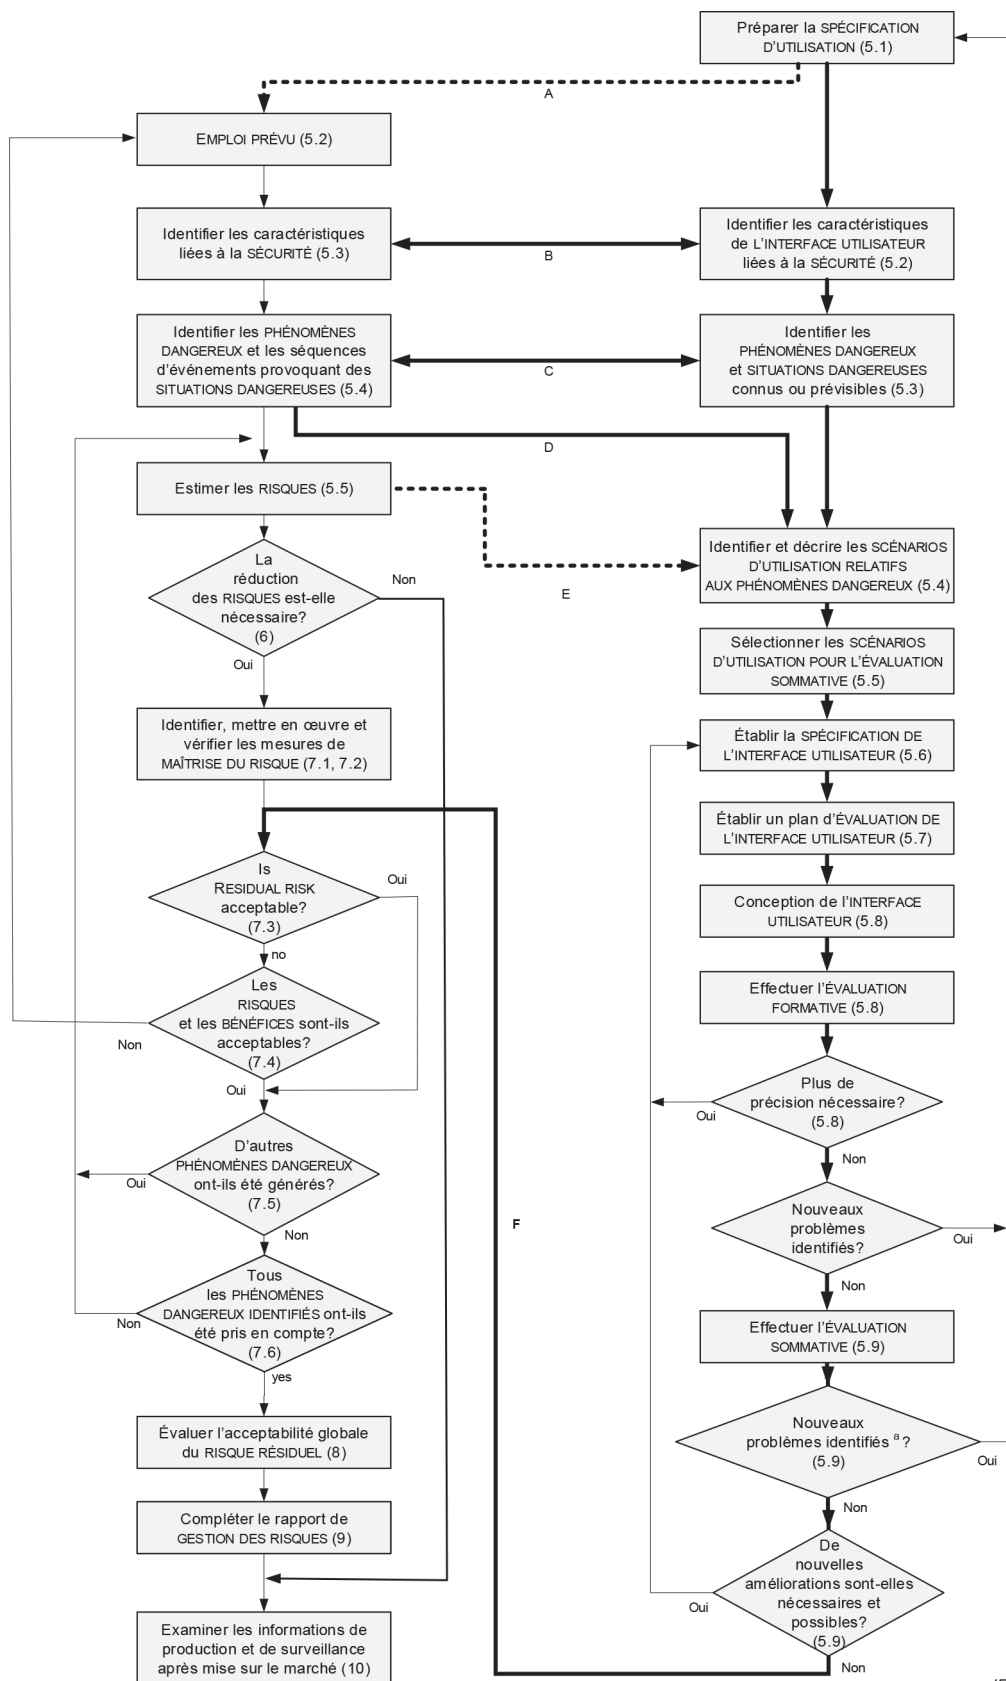 Préparer la SPÉCIFICATION
D'UTILISATION (5.1)
A
EMPLOI PRÉVU (5.2)
Identifier les caractéristiques
liées à la SÉCURITÉ (5.3)
B
Identifier les caractéristiques
de L'INTERFACE UTILISATEUR
liées à la SÉCURITÉ (5.2)
Identifier les PHÉNOMÈNES
DANGEREUX et les séquences
d'événements provoquant des
SITUATIONS DANGEREUSES (5.4)
C
Identifier les
PHÉNOMÈNES DANGEREUX
et SITUATIONS DANGEREUSES
connus ou prévisibles (5.3)
D
Estimer les RISQUES (5.5)
E
Identifier et décrire les SCÉNARIOS
D'UTILISATION RELATIFS
AUX PHÉNOMÈNES DANGEREUX (5.4)
La
réduction
des RISQUES est-elle
nécessaire?
(6)
Non
Oui
Sélectionner les SCÉNARIOS
D'UTILISATION POUR L'ÉVALUATION
SOMMATIVE (5.5)
Identifier, mettre en œuvre et
vérifier les mesures de
MAÎTRISE DU RISQUE (7.1, 7.2)
Établir la SPÉCIFICATION DE
L'INTERFACE UTILISATEUR (5.6)
Établir un plan d'ÉVALUATION DE
L'INTERFACE UTILISATEUR (5.7)
Is
RESIDUAL RISK
acceptable?
(7.3)
Oui
no
Conception de l'INTERFACE
UTILISATEUR (5.8)
Les
RISQUES
et les BÉNÉFICES sont-ils
acceptables?
(7.4)
Non
Oui
Effectuer l'ÉVALUATION
FORMATIVE (5.8)
Plus de
précision nécessaire?
(5.8)
Oui
Non
D'autres
PHÉNOMÈNES DANGEREUX
ont-ils été générés?
(7.5)
Oui
Non
F
Nouveaux
problèmes
identifiés?
Oui
Non
Tous
les PHÉNOMÈNES
DANGEREUX IDENTIFIÉS ont-ils
été pris en compte?
(7.6)
Non
yes
Effectuer l'ÉVALUATION
SOMMATIVE (5.9)
Évaluer l'acceptabilité globale
du RISQUE RÉSIDUEL (8)
Nouveaux
problèmes identifiés a ?
(5.9)
Oui
Non
Compléter le rapport de
GESTION DES RISQUES (9)
De
nouvelles
améliorations sont-elles
nécessaires et
possibles?
(5.9)
Oui
Non
Examiner les informations de
production et de surveillance
après mise sur le marché (10)